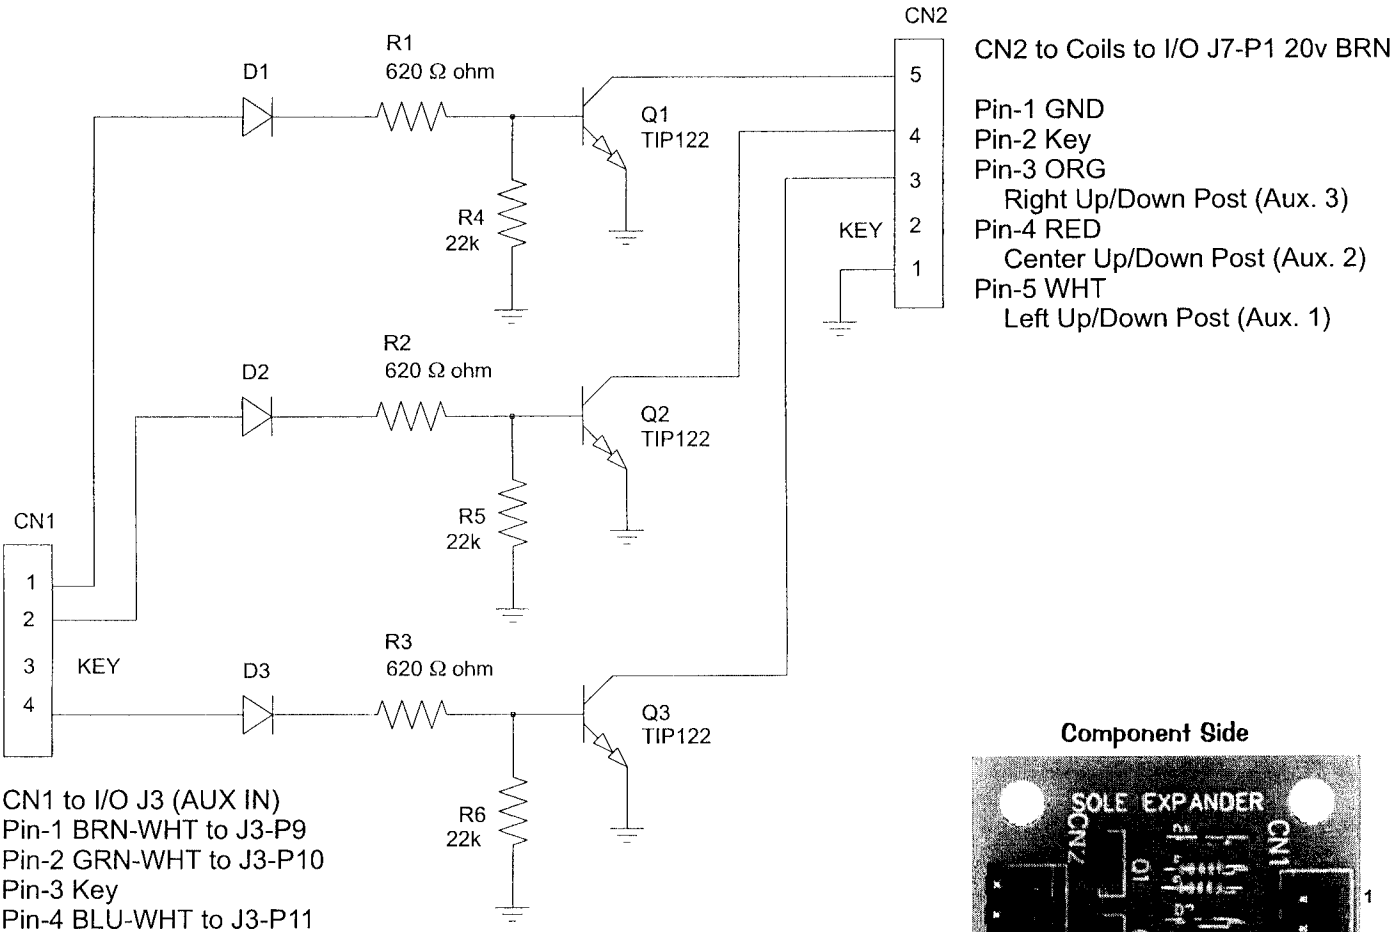 CN2
CN2 to Coils to I/O J7-P1 20v BRN
Pin-1 GND
Pin-2 Key
Pin-3 ORG
Right Up/Down Post (Aux. 3)
Pin-4 RED
Center Up/Down Post (Aux. 2)
Pin-5 WHT
Left Up/Down Post (Aux. 1)
5
4
3
KEY 2
1
D1
R1
620 Ω ohm
Q1
TIP122
R4
22k
D2
R2
620 Ω ohm
Q2
TIP122
R5
22k
CN1
1
2
3 KEY
4
D3
R3
620 Ω ohm
Q3
TIP122
R6
22k
CN1 to I/O J3 (AUX IN)
Pin-1 BRN-WHT to J3-P9
Pin-2 GRN-WHT to J3-P10
Pin-3 Key
Pin-4 BLU-WHT to J3-P11
Component Side
SOLE EXPANDER
CN2
Q1
CN1
1